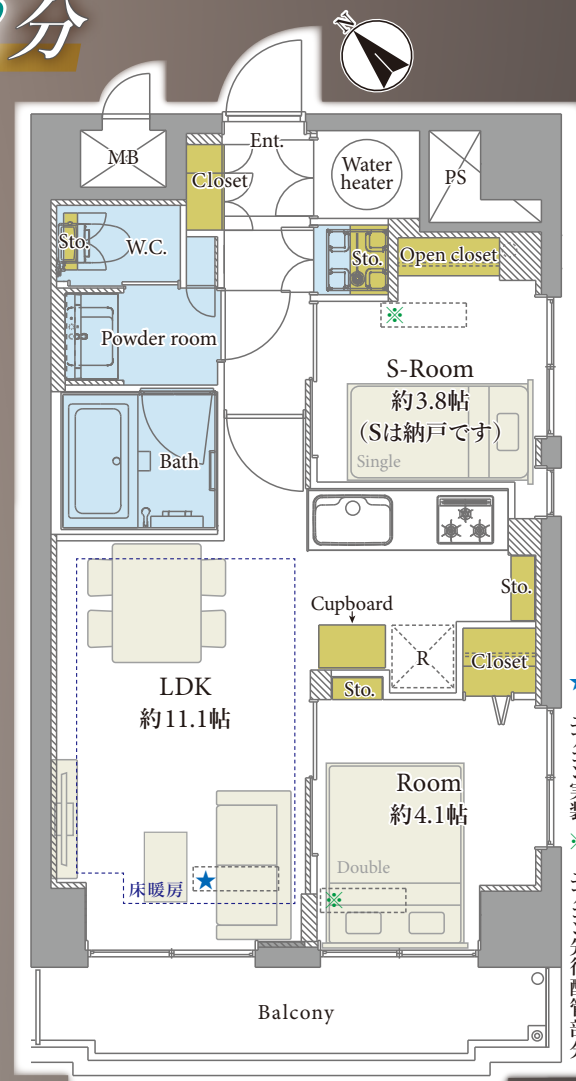 分
N
MB
Ent.
Closet
Water
heater
PS
Sto.
W.C.
Sto.
Open closet
Powder room
※
S-Room
約3.8帖
(Sは納戸です)
Single
Bath
Sto.
Cupboard
R
Closet
Sto.
LDK
約11.1帖
Room
約4.1帖
Double
床暖房
★
※
Balcony
★
※